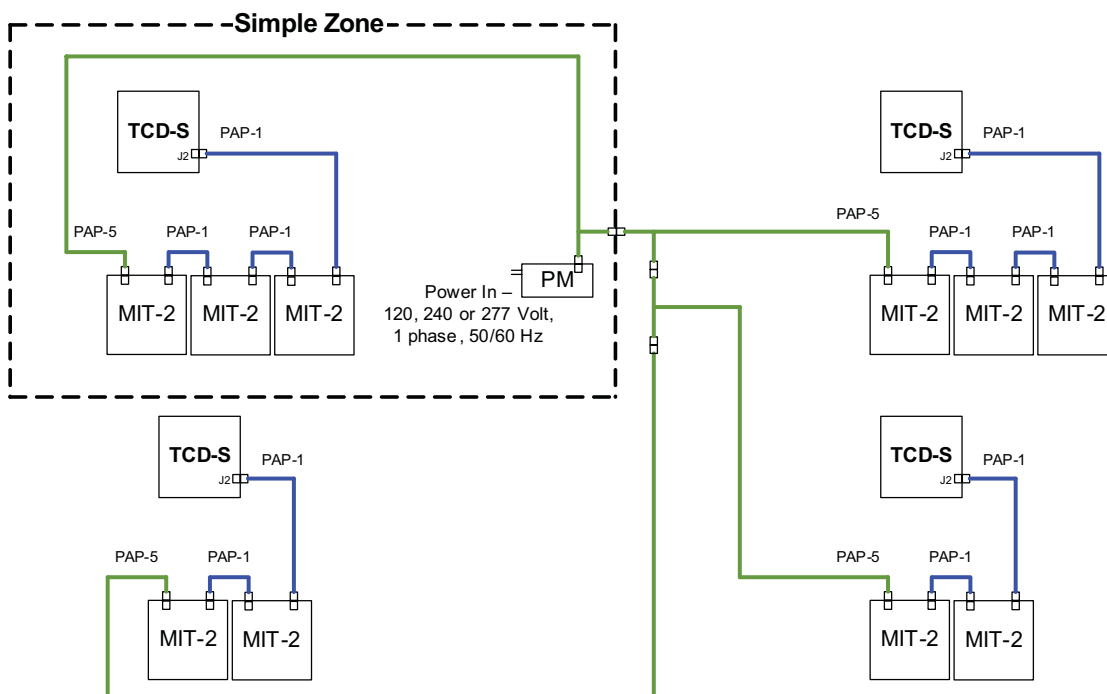 Simple Zone
TCD-S
J2
PAP-1
PAP-5
PAP-1
PAP-1
MIT-2
MIT-2
MIT-2
PM
Power In –
120, 240 or 277 Volt,
1 phase, 50/60 Hz
TCD-S
J2
PAP-1
PAP-5
PAP-1
PAP-1
MIT-2
MIT-2
MIT-2
TCD-S
J2
PAP-1
PAP-5
PAP-1
MIT-2
MIT-2
TCD-S
J2
PAP-1
PAP-5
PAP-1
MIT-2
MIT-2